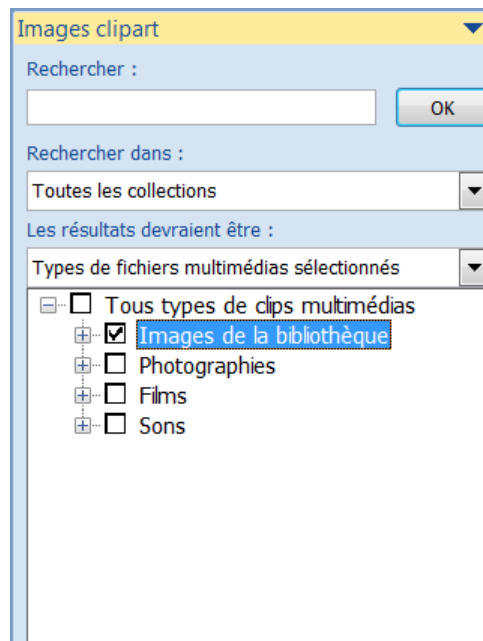 Images clipart
Rechercher :
OK
Rechercher dans :
Toutes les collections
Les résultats devraient être :
Types de fichiers multimédias sélectionnés
Tous types de clips multimédias
Images de la bibliothèque
Photographies
Films
Sons